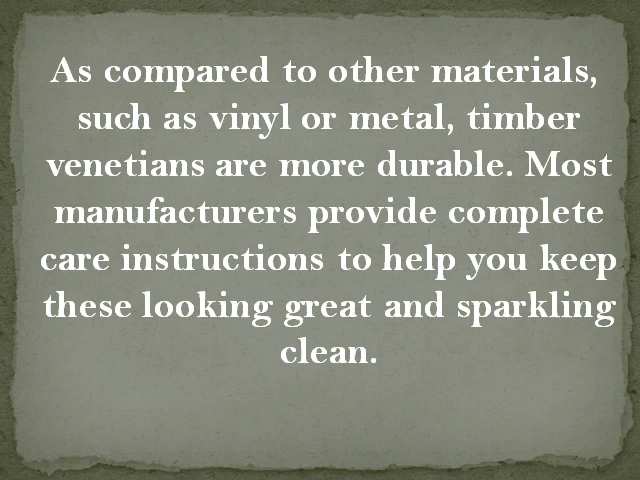 As compared to other materials,
such as vinyl or metal, timber
venetians are more durable. Most
manufacturers provide complete
care instructions to help you keep
these looking great and sparkling
clean.